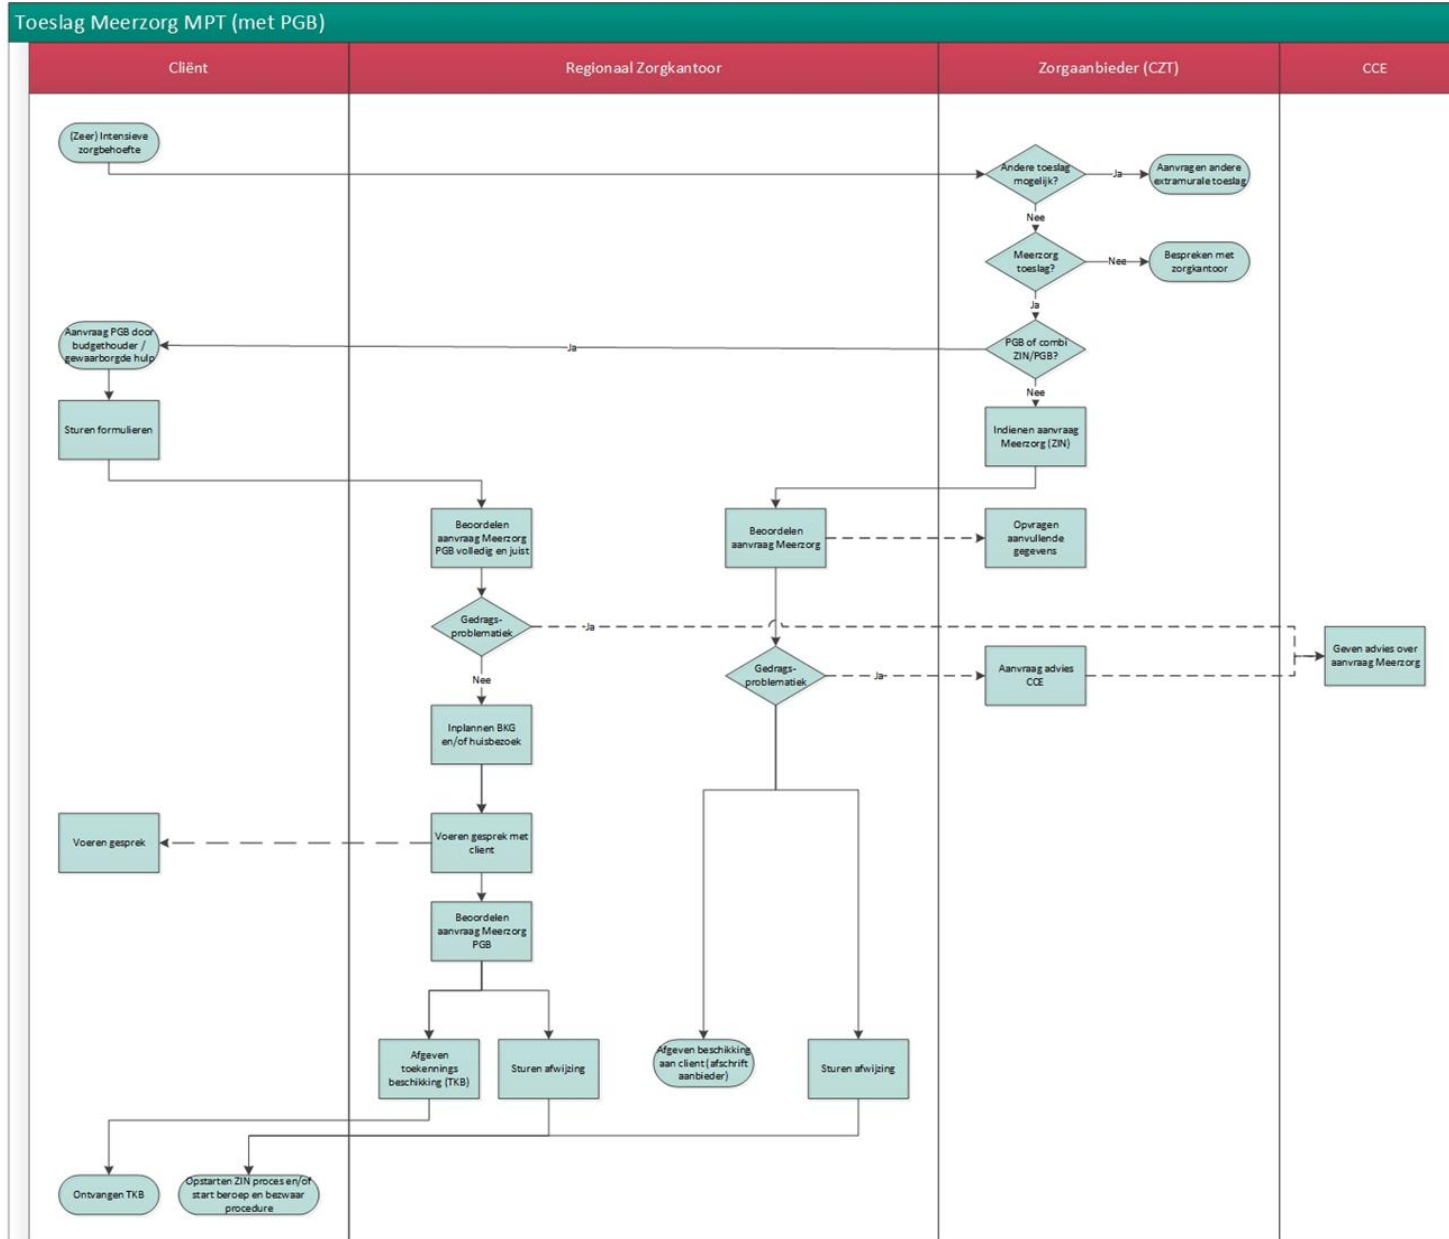 Toeslag Meerzorg MPT (met PGB)
Cliënt
Regionaal Zorgkantoor
Zorgaanbieder (CZT)
CCE
(Zeer) Intensieve
zorgbehoefte
Andere toeslag
mogelijk?
Ja
Aanvragen andere
extramurale toeslag
Nee
Meerzorg
toeslag?
Nee
Bespreken met
zorgkantoor
Ja
Aanvraag PGB door
budgethouder /
gewaarborgde hulp
Ja
PGB of combi
ZIN/PGB?
Nee
Sturen formulieren
Indienen aanvraag
Meerzorg (ZIN)
Beoordelen
aanvraag Meerzorg
PGB volledig en juist
Beoordelen
aanvraag Meerzorg
Opvragen
aanvullende
gegevens
Gedrags-
problematiek
Ja
Nee
Gedrags-
problematiek
Ja
Aanvraag advies
CCE
Geven advies over
aanvraag Meerzorg
Inplannen BKG
en/of huisbezoek
Voeren gesprek
Voeren gesprek met
client
Beoordelen
aanvraag Meerzorg
PGB
Afgeven
toekennings
beschikking (TKB)
Sturen afwijzing
Afgeven beschikking
aan client (afschrift
aanbieder)
Sturen afwijzing
Ontvangen TKB
Opstarten ZIN proces en/of
start beroep en bezwaar
procedure